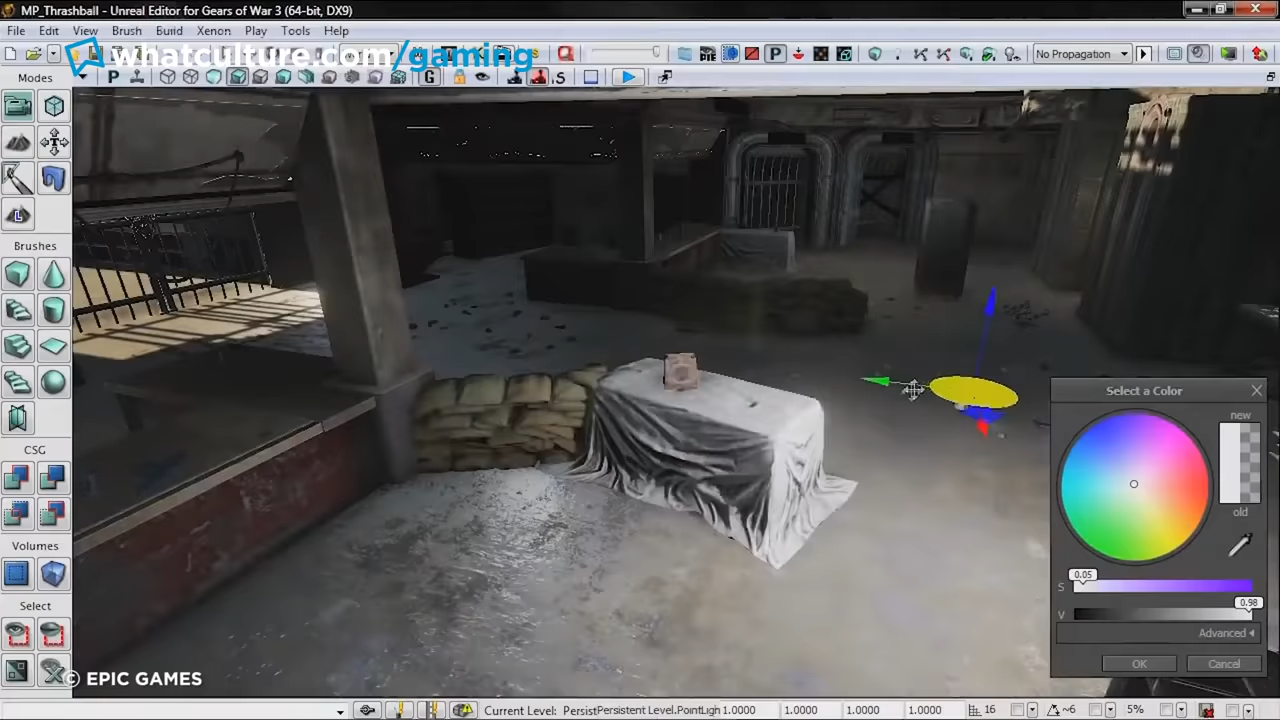 MP_Thrashball - Unreal Editor for Gears of War 3 (64-bit, DX9)
File Edit View Brush Build Xenon Play Tools Help
whatculture.com/gaming
No Propagation
Modes
P
G
S
Brushes
CSG
Volumes
Select
Select a Color
new
old
0.05
S
0.98
V
Advanced
OK
Cancel
© EPIC GAMES
Current Level: Persistent Level.PointLigh 1.0000 1.0000 1.0000 1.0000 16 ~6 5%